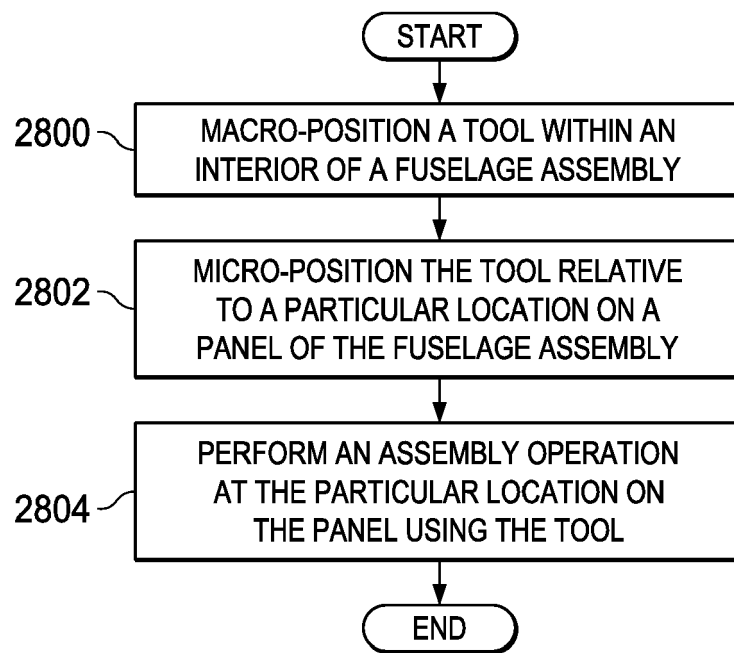 START
2800
MACRO-POSITION A TOOL WITHIN AN
INTERIOR OF A FUSELAGE ASSEMBLY
2802
MICRO-POSITION THE TOOL RELATIVE
TO A PARTICULAR LOCATION ON A
PANEL OF THE FUSELAGE ASSEMBLY
2804
PERFORM AN ASSEMBLY OPERATION
AT THE PARTICULAR LOCATION ON
THE PANEL USING THE TOOL
END